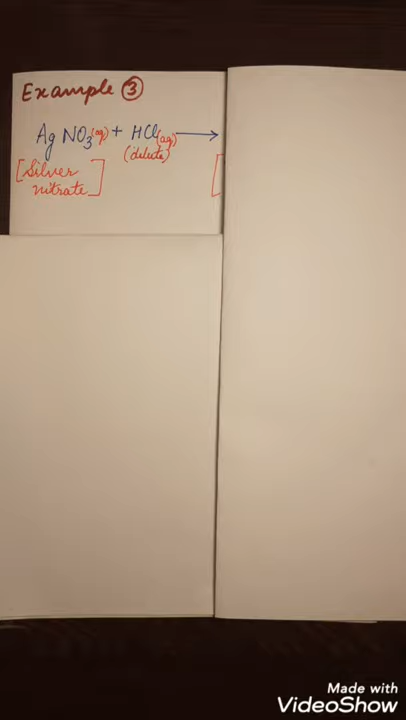 Example ③
AgNO₃(aq) + HCl(aq) ⟶
(dilute)
[Silver nitrate] [
Made with
VideoShow